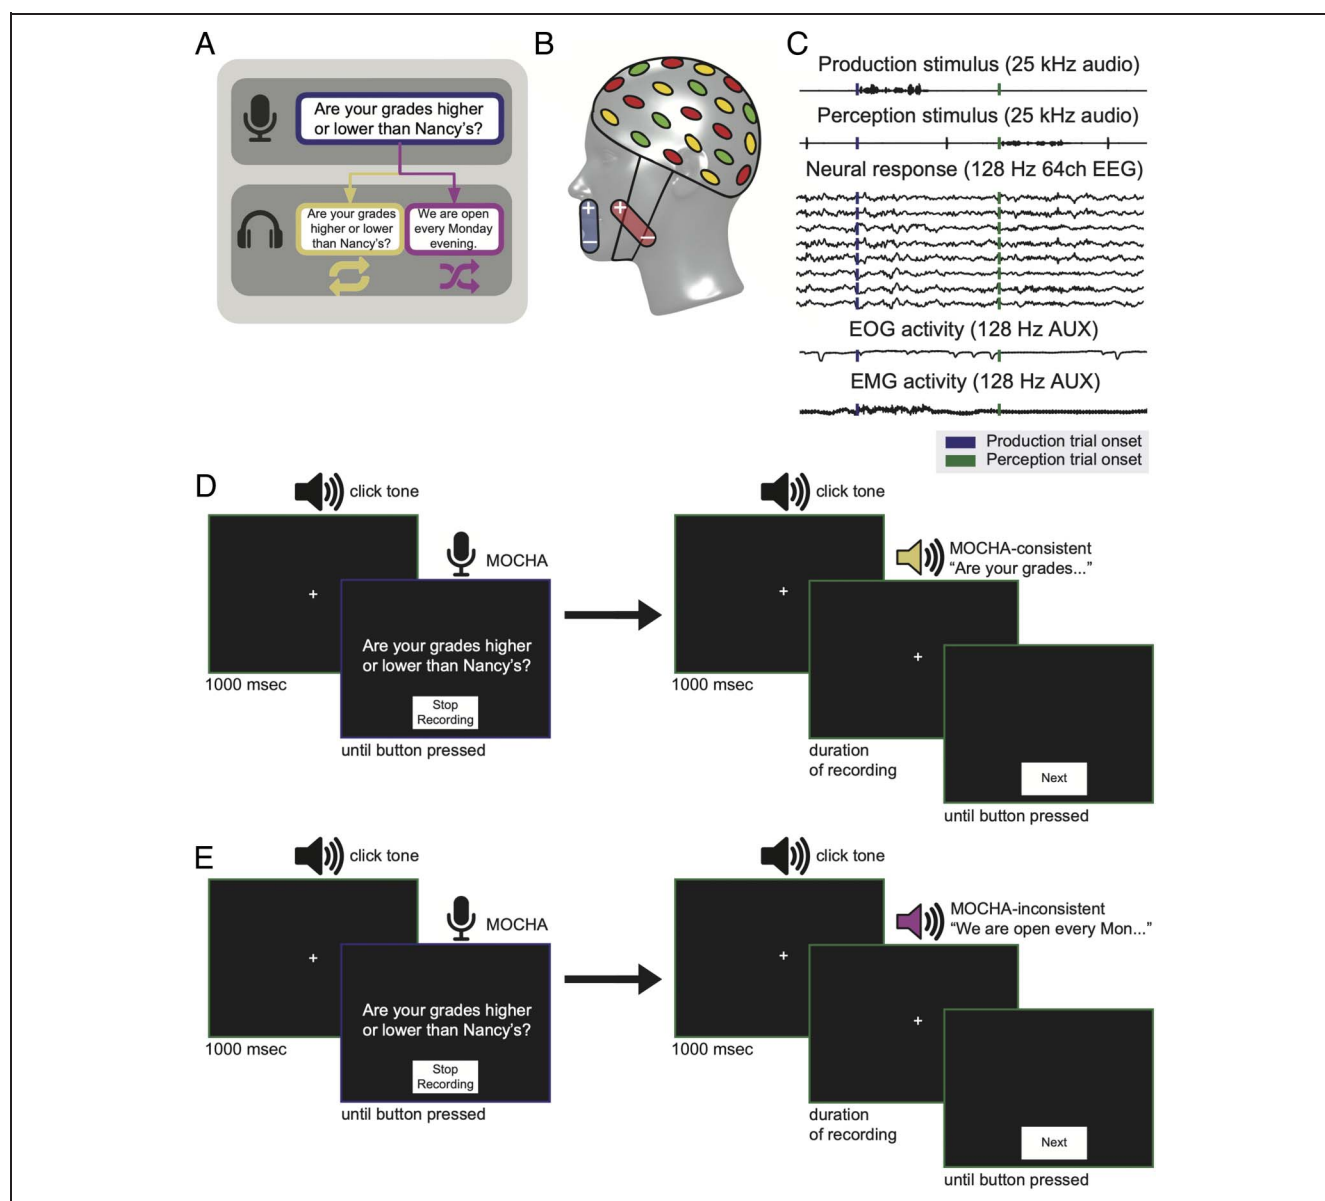 A
Are your grades higher
or lower than Nancy's?
Are your grades
higher or lower
than Nancy's?
We are open
every Monday
evening.
B
+
−
+
−
C
Production stimulus (25 kHz audio)
Perception stimulus (25 kHz audio)
Neural response (128 Hz 64ch EEG)
EOG activity (128 Hz AUX)
EMG activity (128 Hz AUX)
Production trial onset
Perception trial onset
D
click tone
+
1000 msec
MOCHA
Are your grades higher
or lower than Nancy's?
Stop
Recording
until button pressed
click tone
+
1000 msec
MOCHA-consistent
“Are your grades...”
+
duration
of recording
Next
until button pressed
E
click tone
+
1000 msec
MOCHA
Are your grades higher
or lower than Nancy's?
Stop
Recording
until button pressed
click tone
+
1000 msec
MOCHA-inconsistent
“We are open every Mon...”
+
duration
of recording
Next
until button pressed